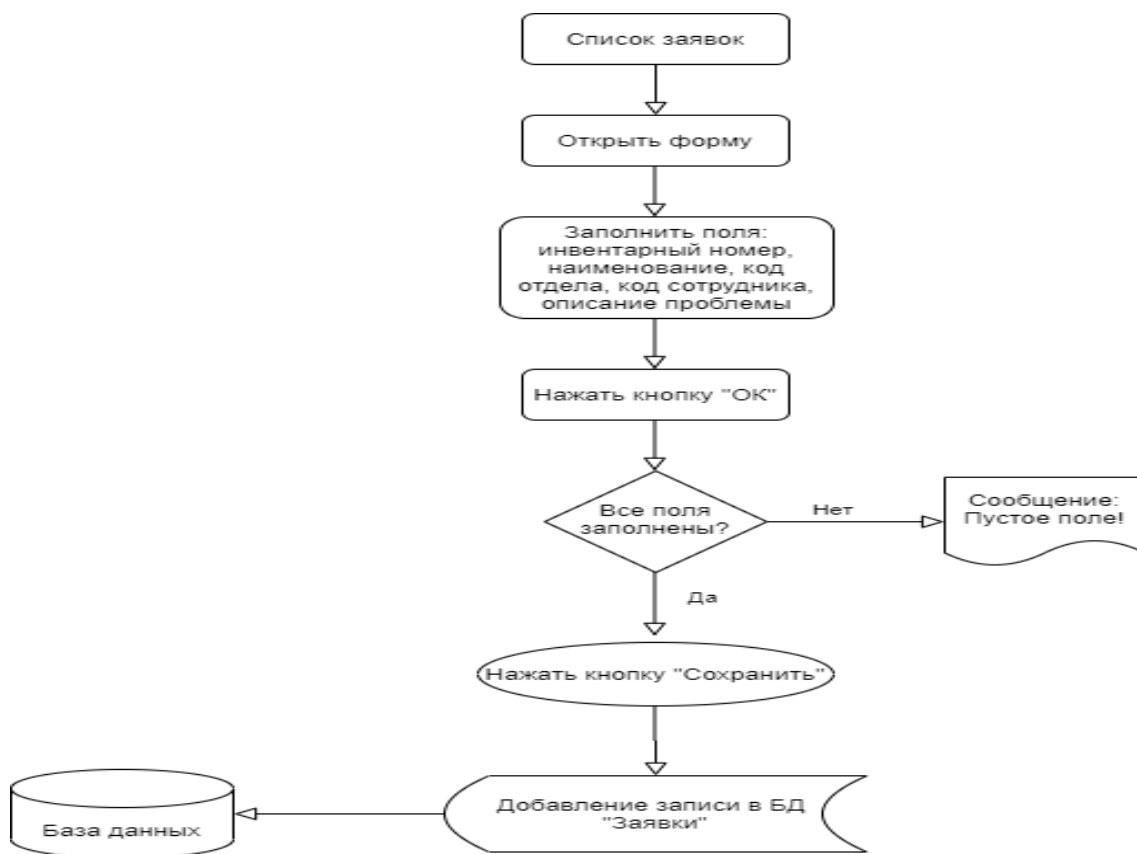 Список заявок
Открыть форму
Заполнить поля:
инвентарный номер,
наименование, код
отдела, код сотрудника,
описание проблемы
Нажать кнопку "ОК"
Все поля
заполнены?
Нет
Сообщение:
Пустое поле!
Да
Нажать кнопку "Сохранить"
Добавление записи в БД
"Заявки"
База данных